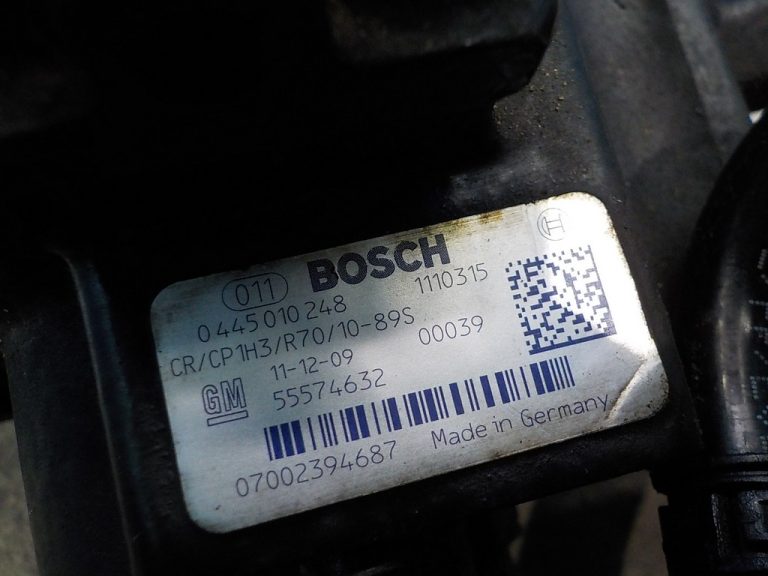 011 BOSCH
0 445 010 248 1110315
CR/CP1H3/R70/10-89S
11-12-09 00039
GM 55574632
07002394687 Made in Germany